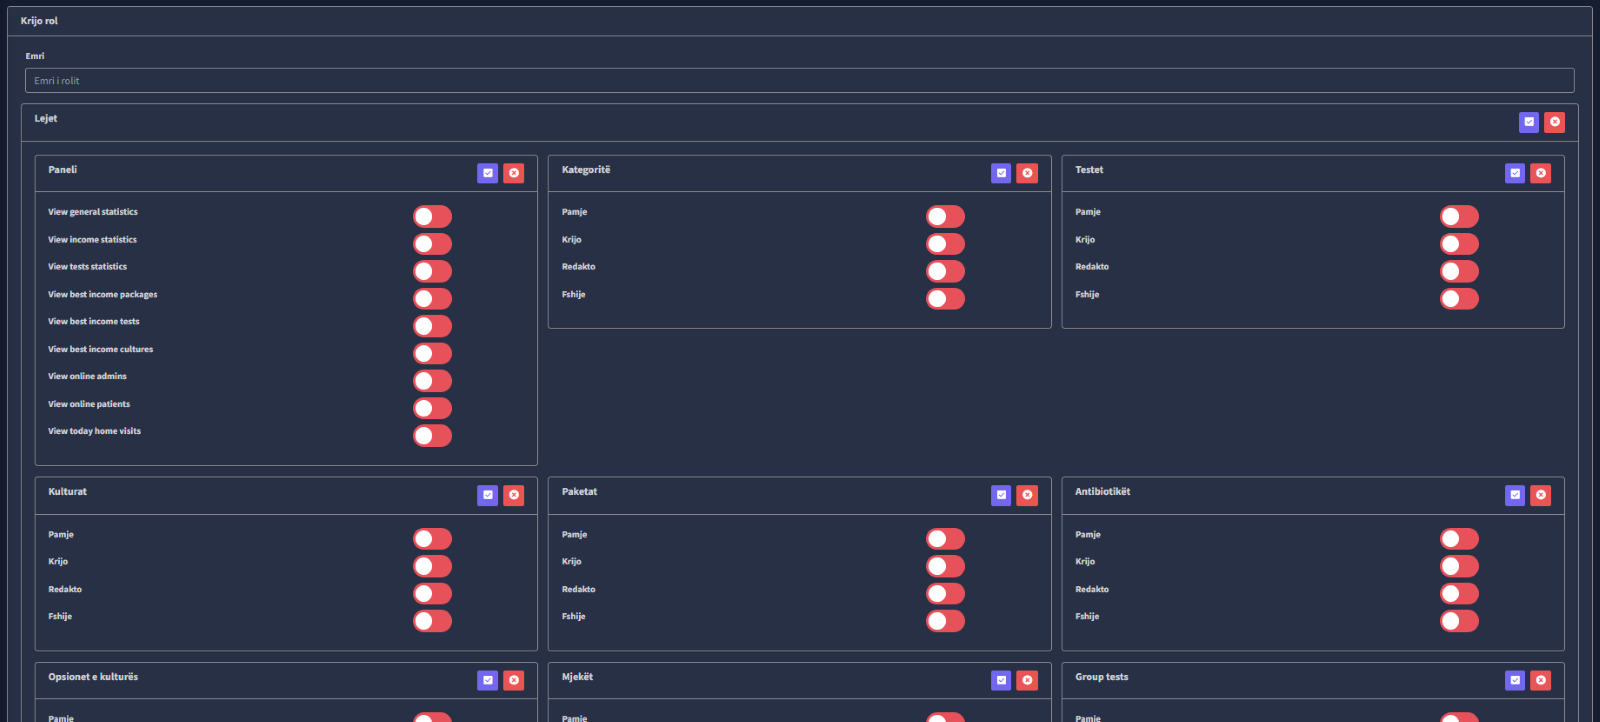 Krijo rol
Emri
Emri i rolit
Lejet
Paneli
View general statistics
View income statistics
View tests statistics
View best income packages
View best income tests
View best income cultures
View online admins
View online patients
View today home visits
Kategoritë
Pamje
Krijo
Redakto
Fshije
Testet
Pamje
Krijo
Redakto
Fshije
Kulturat
Pamje
Krijo
Redakto
Fshije
Paketat
Pamje
Krijo
Redakto
Fshije
Antibiotikët
Pamje
Krijo
Redakto
Fshije
Opsionet e kulturës
Pamje
Mjekët
Pamje
Group tests
Pamje